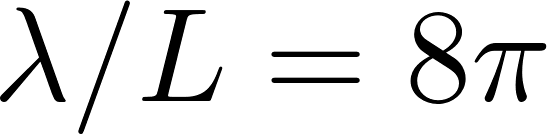 λ/L = 8π